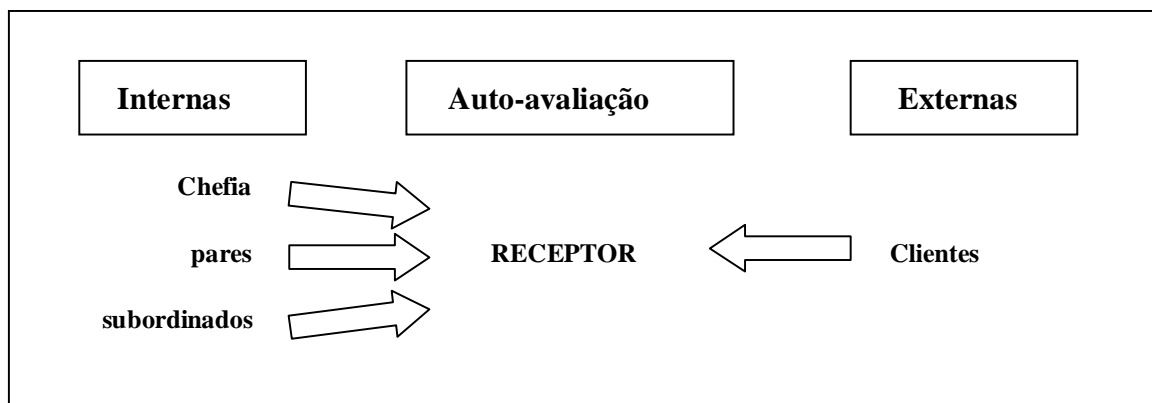 Internas Auto-avaliação Externas
Chefia
pares RECEPTOR Clientes
subordinados